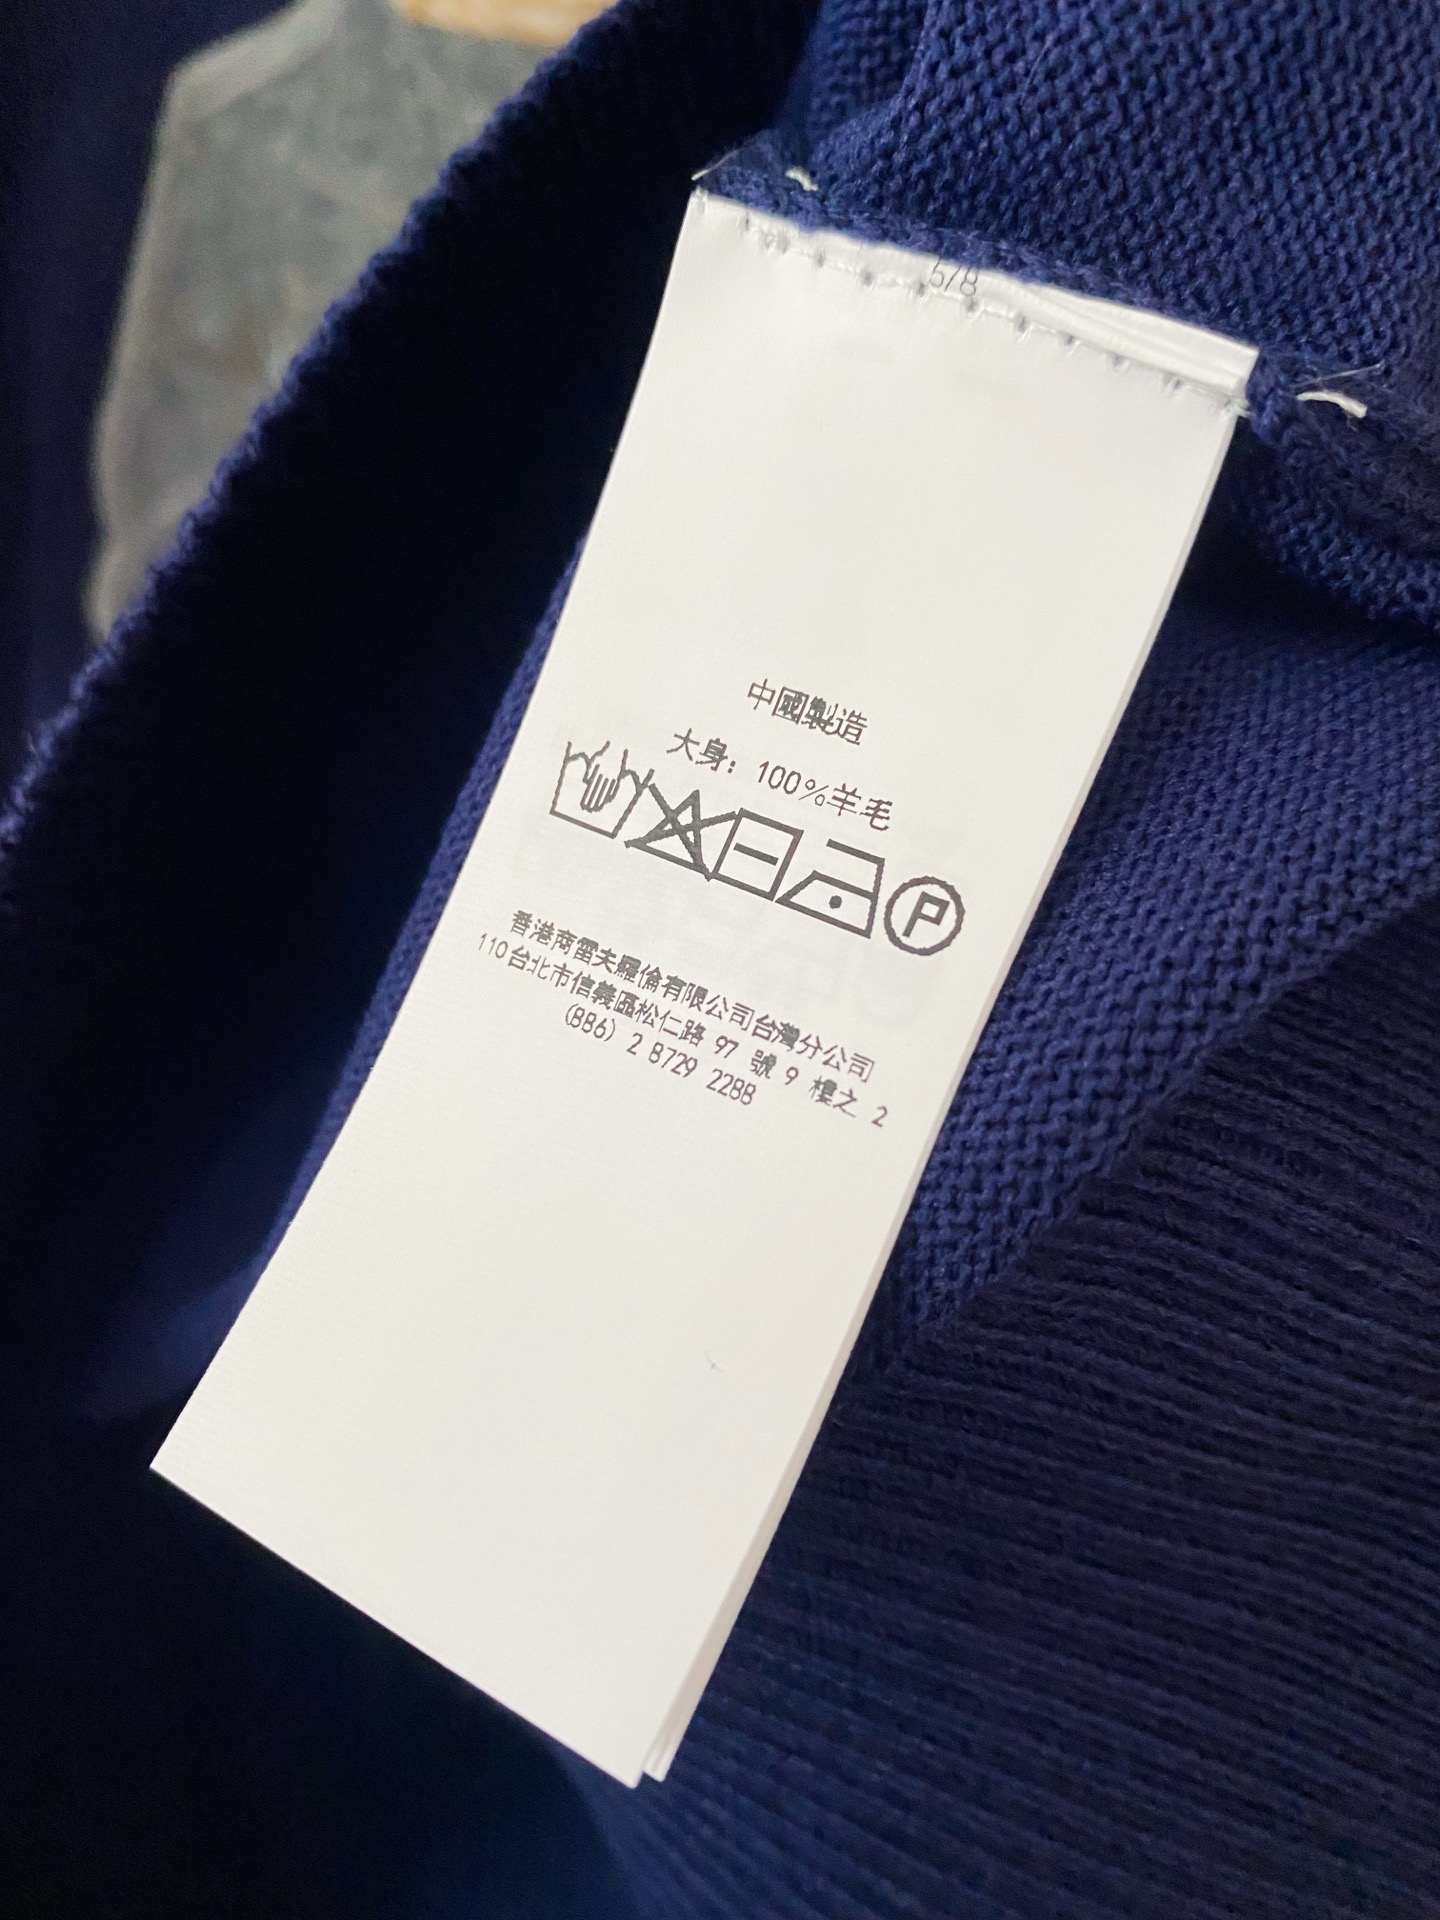 5/8
中國製造
大身：100%羊毛
P
香港商雷夫羅倫有限公司台灣分公司
110台北市信義區松仁路 97 號 9 樓之 2
(886) 2 8729 2288